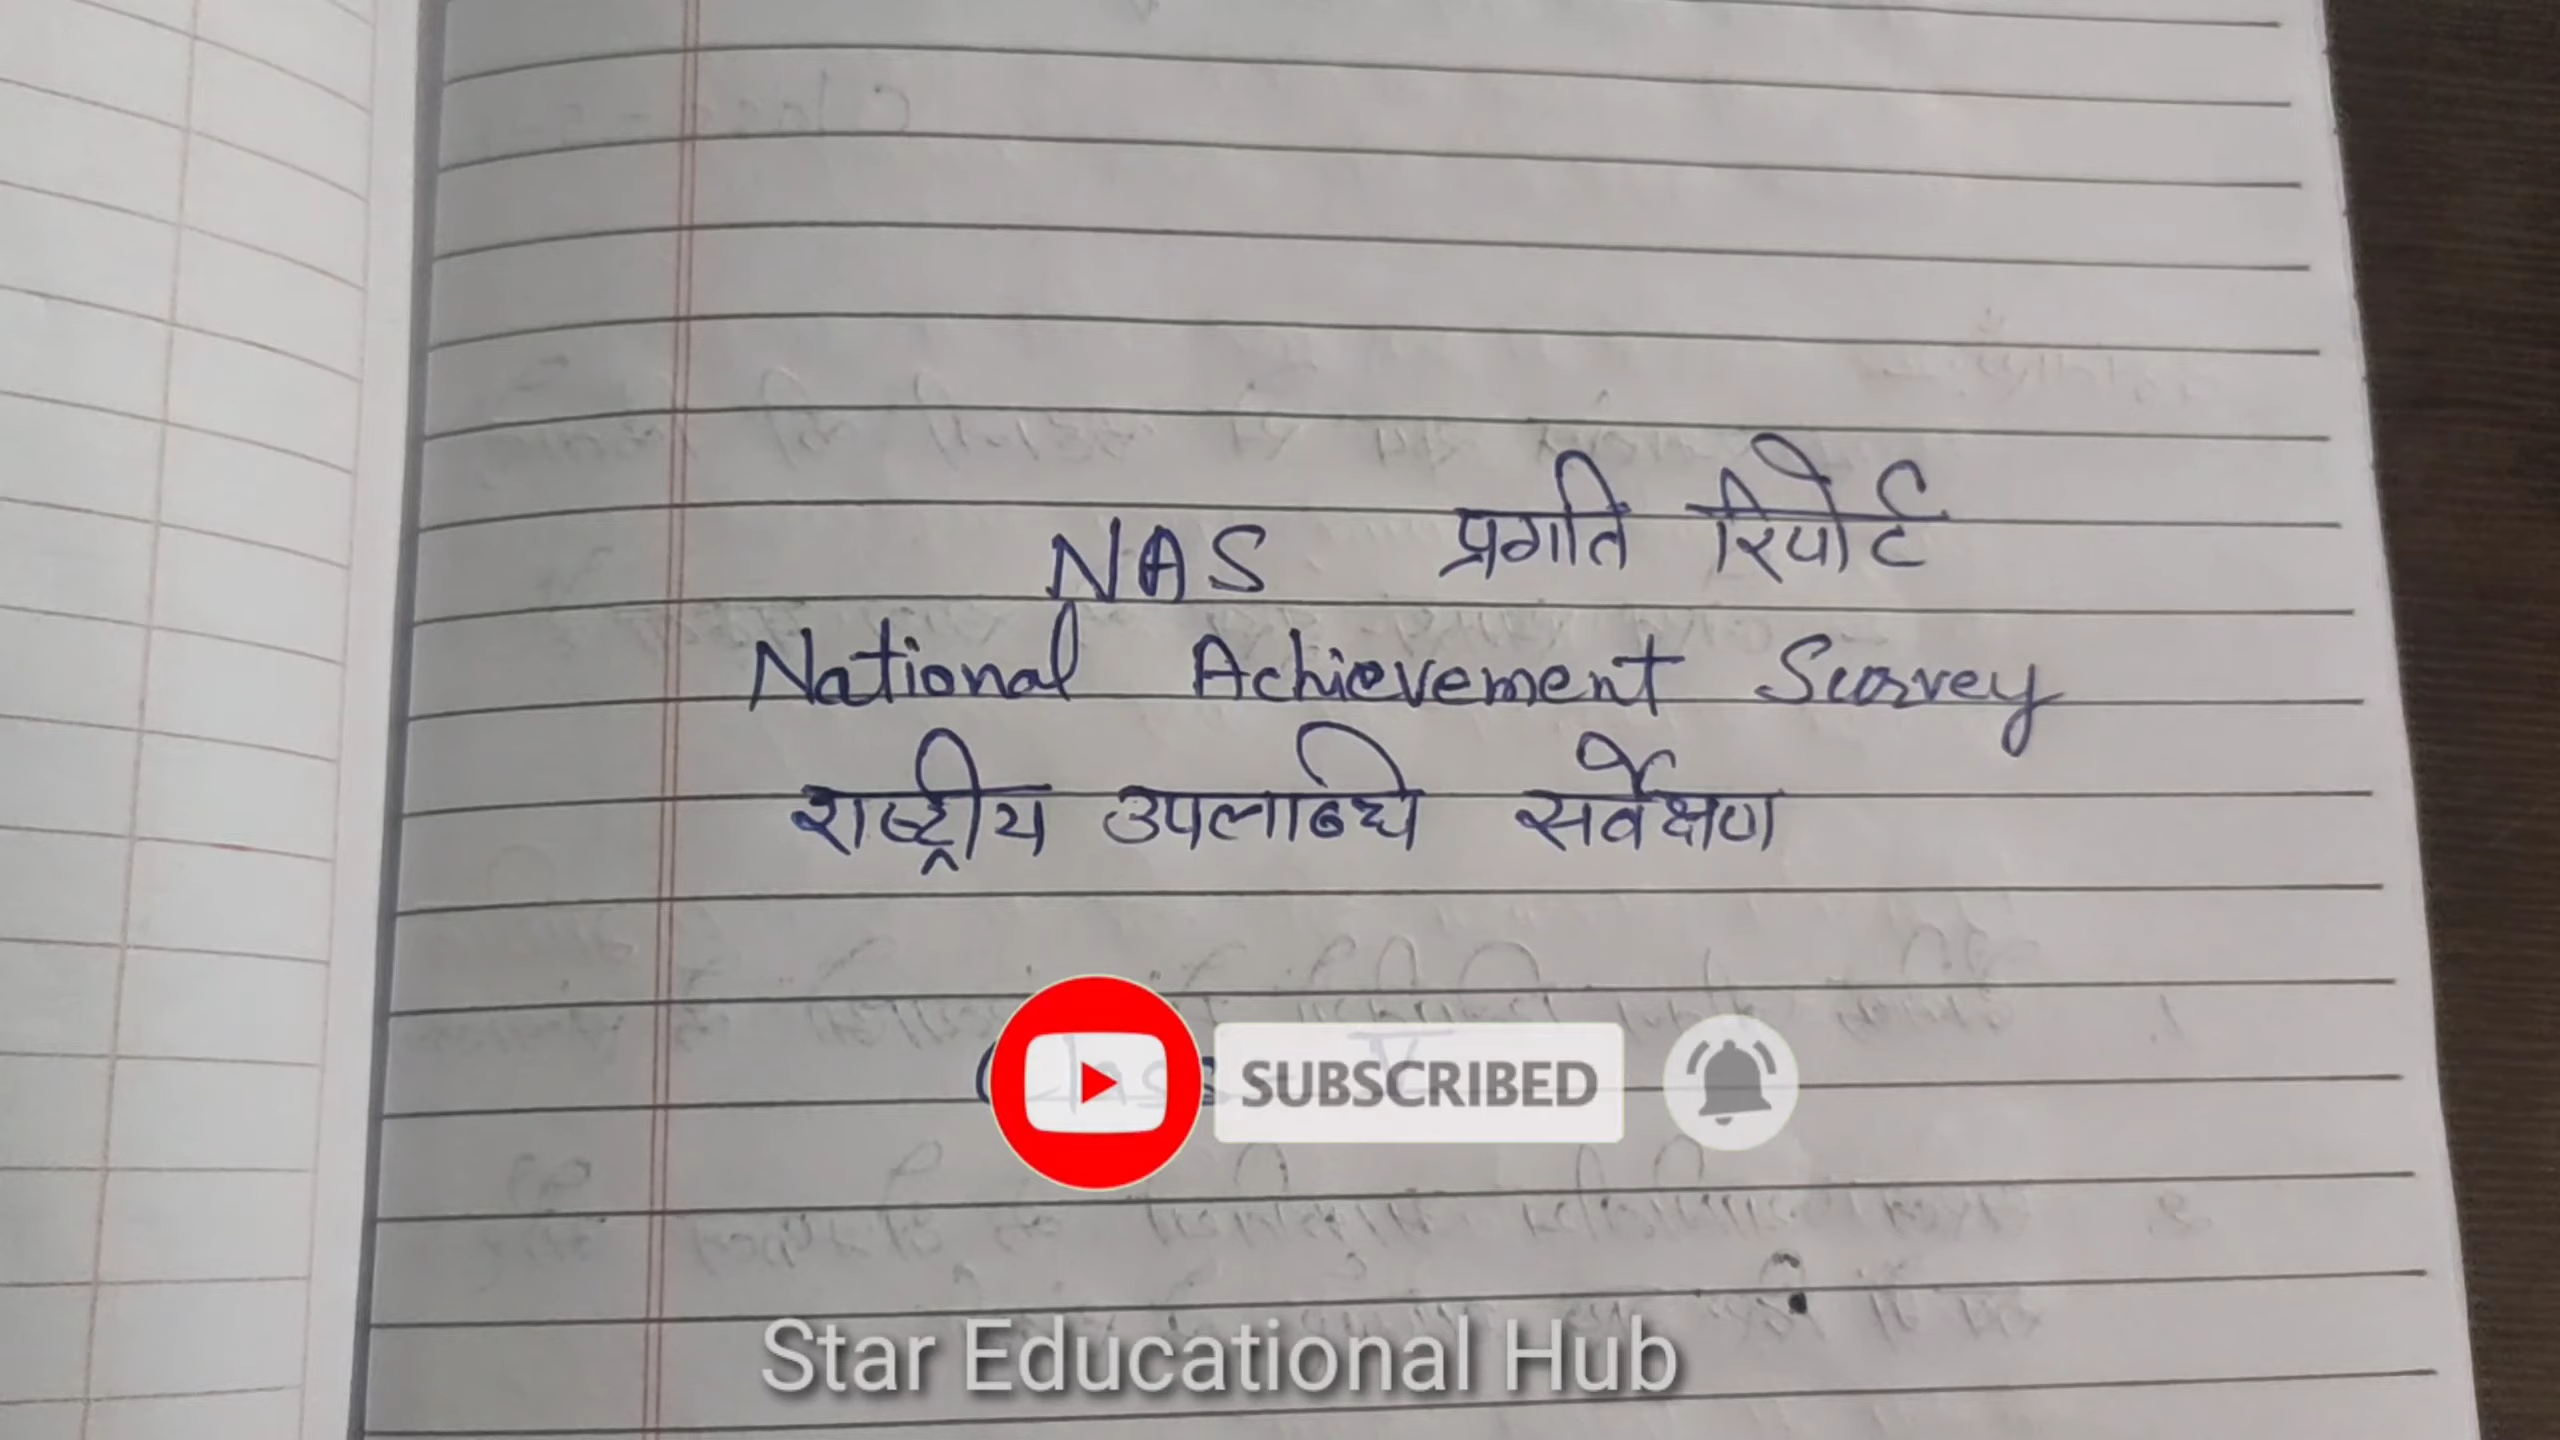 NAS प्रगति रिपोर्ट
National Achievement Survey
राष्ट्रीय उपलब्धि सर्वेक्षण
SUBSCRIBED
Star Educational Hub